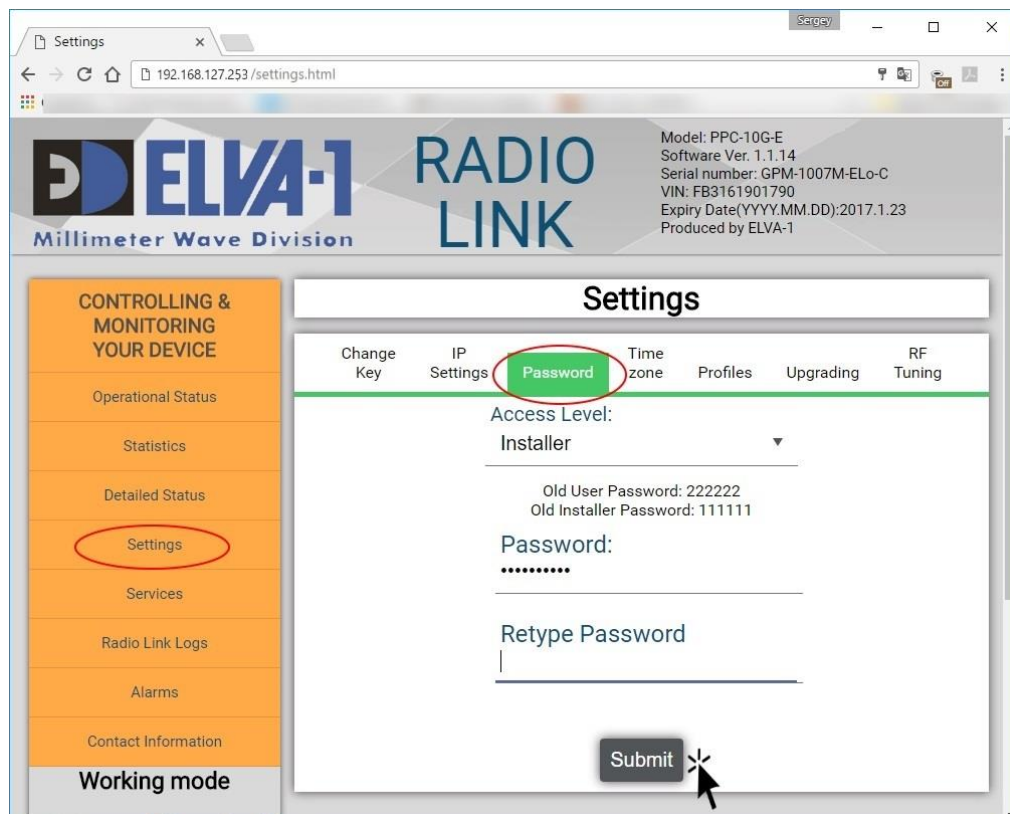 Sergey
Settings
192.168.127.253/settings.html
Off
ELVA-1
Millimeter Wave Division
RADIO
LINK
Model: PPC-10G-E
Software Ver. 1.1.14
Serial number: GPM-1007M-ELo-C
VIN: FB3161901790
Expiry Date(YYYY.MM.DD):2017.1.23
Produced by ELVA-1
CONTROLLING &
MONITORING
YOUR DEVICE
Operational Status
Statistics
Detailed Status
Settings
Services
Radio Link Logs
Alarms
Contact Information
Working mode
Settings
Change
Key
IP
Settings
Password
Time
zone
Profiles
Upgrading
RF
Tuning
Access Level:
Installer
Old User Password: 222222
Old Installer Password: 111111
Password:
••••••••••
Retype Password
Submit